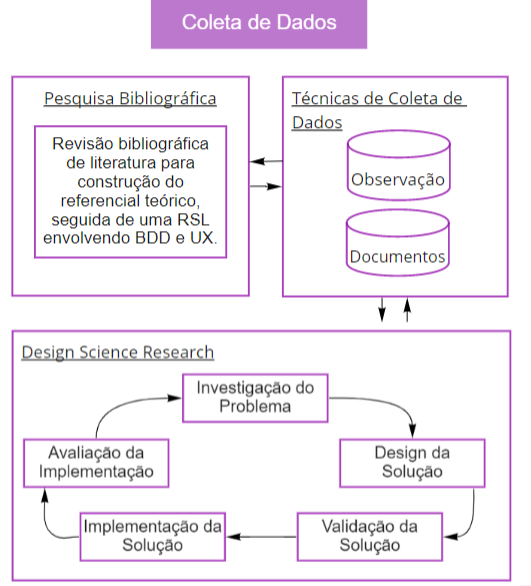 Coleta de Dados
Pesquisa Bibliográfica
Revisão bibliográfica
de literatura para
construção do
referencial teórico,
seguida de uma RSL
envolvendo BDD e UX.
Técnicas de Coleta de
Dados
Observação
Documentos
Design Science Research
Investigação do
Problema
Design da
Solução
Validação da
Solução
Implementação da
Solução
Avaliação da
Implementação